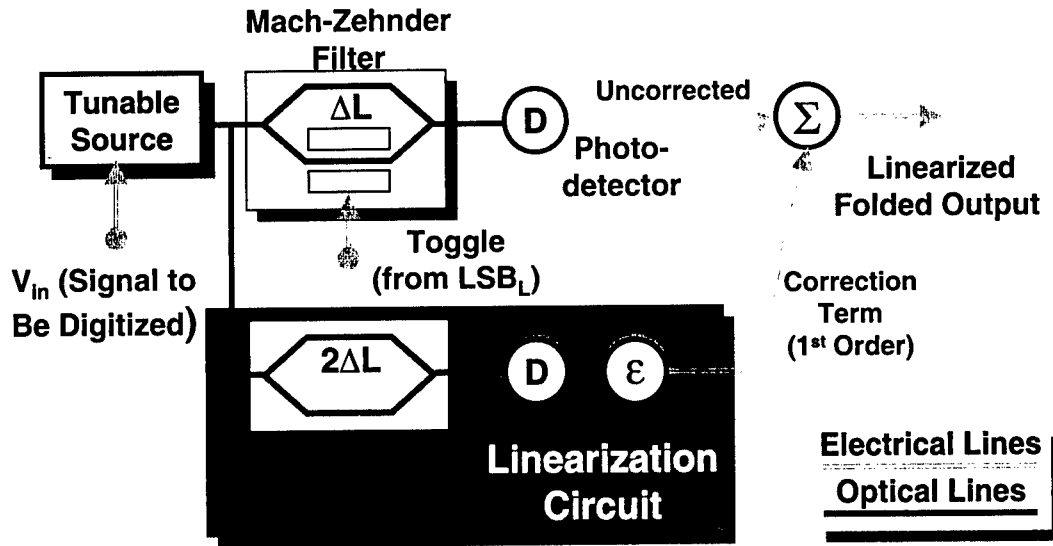 Mach-Zehnder
Filter
Tunable
Source
ΔL
D
Uncorrected
Σ
Photo-
detector
Linearized
Folded Output
Toggle
(from LSB_L)
V_in (Signal to
Be Digitized)
Correction
Term
(1st Order)
2ΔL
D
ε
Linearization
Circuit
Electrical Lines
Optical Lines